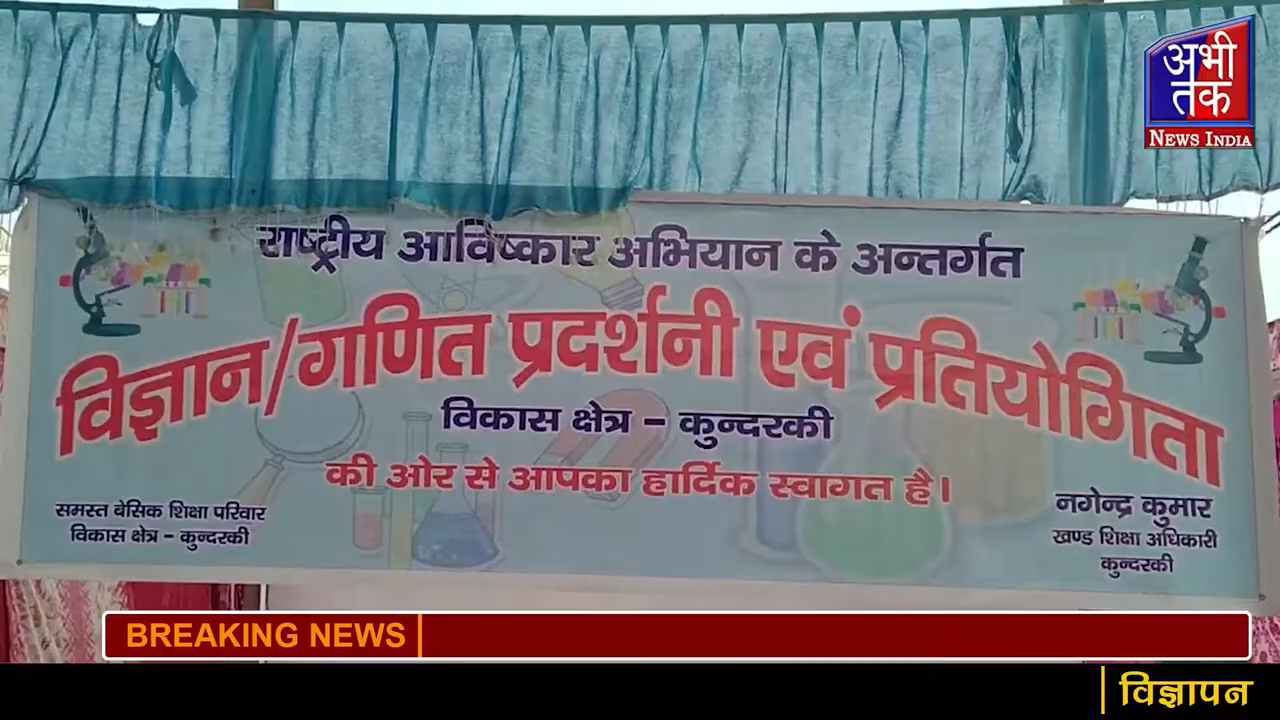 अभी
तक
NEWS INDIA
राष्ट्रीय आविष्कार अभियान के अन्तर्गत
विज्ञान/गणित प्रदर्शनी एवं प्रतियोगिता
विकास क्षेत्र - कुन्दरकी
की ओर से आपका हार्दिक स्वागत है।
समस्त बेसिक शिक्षा परिवार
विकास क्षेत्र - कुन्दरकी
नगेन्द्र कुमार
खण्ड शिक्षा अधिकारी
कुन्दरकी
BREAKING NEWS
विज्ञापन